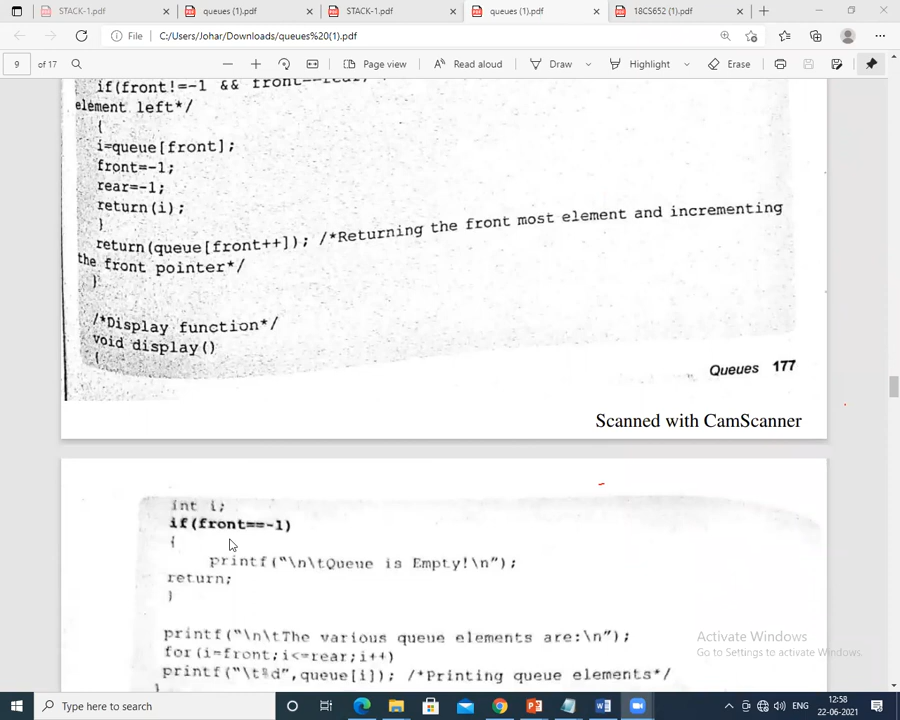 STACK-1.pdf
queues (1).pdf
STACK-1.pdf
queues (1).pdf
18CS652 (1).pdf
File
C:/Users/Johar/Downloads/queues%20(1).pdf
9 of 17
Page view
Read aloud
Draw
Highlight
Erase
if(front!=-1 && front==rear)
element left*/
{
i=queue[front];
front=-1;
rear=-1;
return(i);
}
return(queue[front++]); /*Returning the front most element and incrementing
the front pointer*/
}
/*Display function*/
void display()
{
Queues 177
Scanned with CamScanner
int i;
if(front==-1)
{
printf("\n\tQueue is Empty!\n");
return;
}
printf("\n\tThe various queue elements are:\n");
for(i=front;i<=rear;i++)
printf("\t%d",queue[i]); /*Printing queue elements*/
}
Activate Windows
Go to Settings to activate Windows.
Type here to search
ENG
12:58
22-06-2021